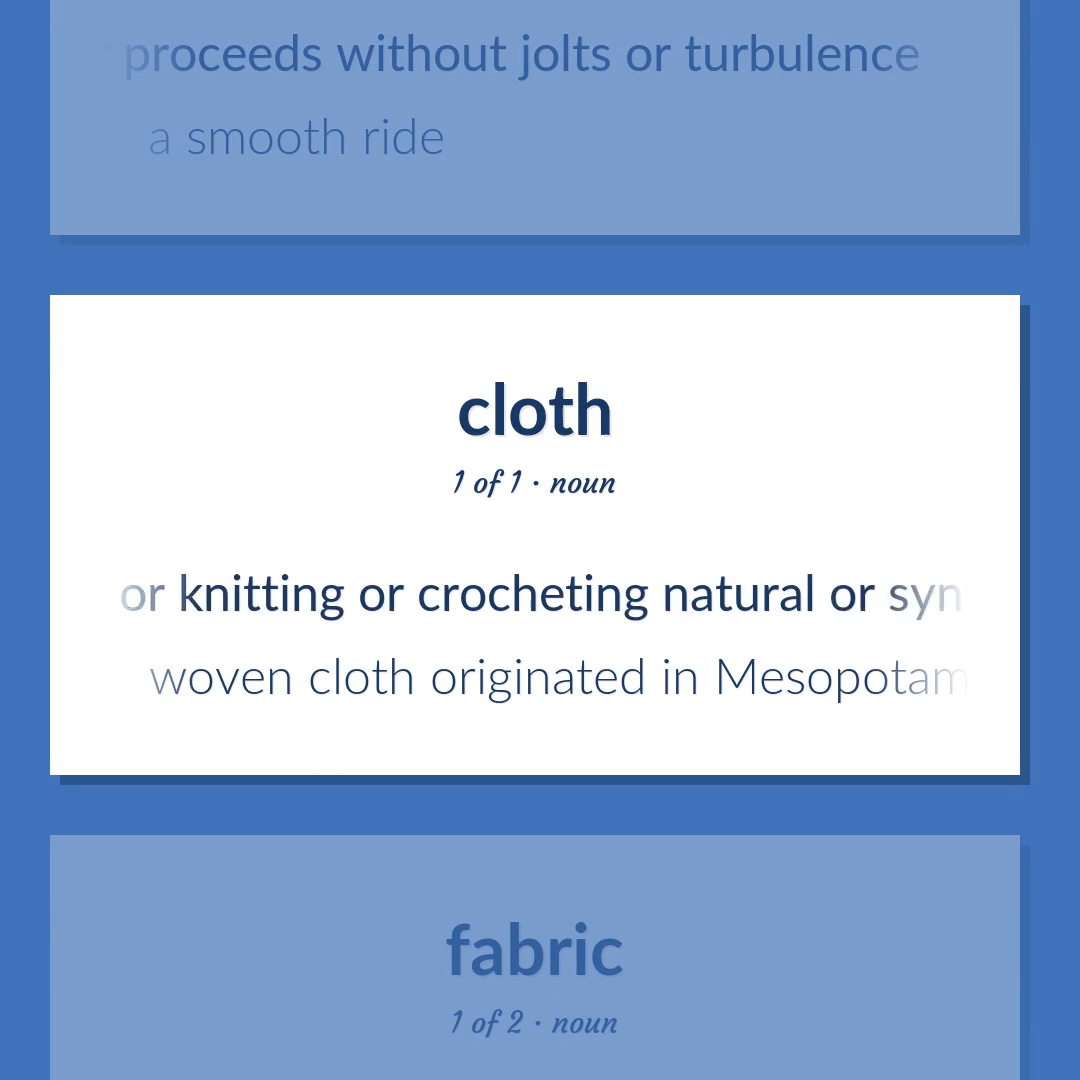 proceeds without jolts or turbulence
a smooth ride
cloth
1 of 1 · noun
or knitting or crocheting natural or syn
woven cloth originated in Mesopotam
fabric
1 of 2 · noun